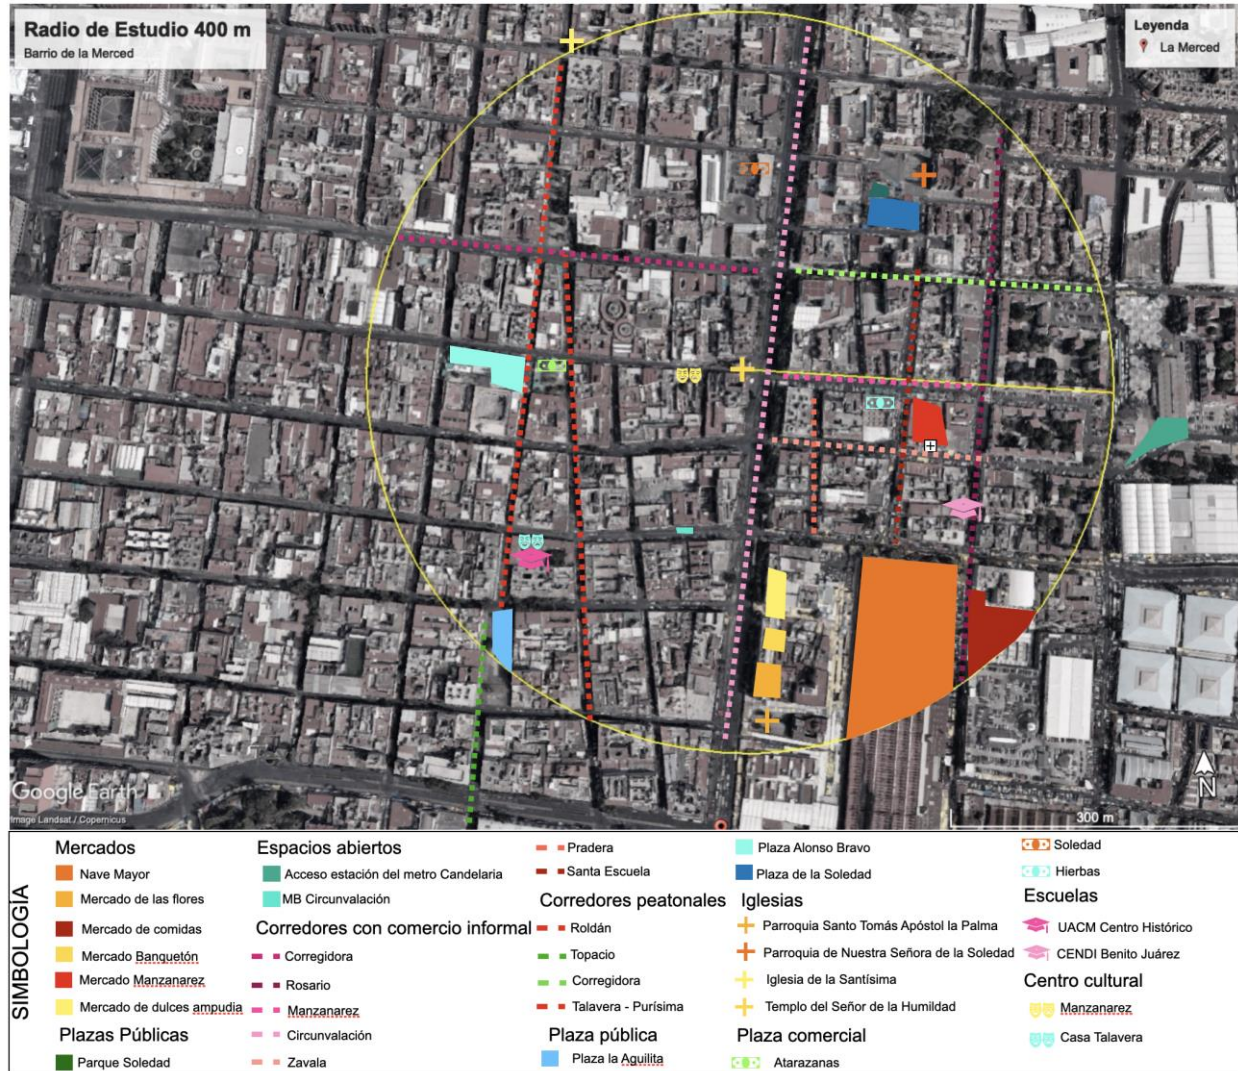 Radio de Estudio 400 m
Barrio de la Merced
Leyenda
La Merced
N
300 m
Google Earth
Image Landsat / Copernicus
SIMBOLOGÍA
Mercados
Nave Mayor
Mercado de las flores
Mercado de comidas
Mercado Banquetón
Mercado Manzanarez
Mercado de dulces ampudia
Plazas Públicas
Parque Soledad
Espacios abiertos
Acceso estación del metro Candelaria
MB Circunvalación
Corredores con comercio informal
Corregidora
Rosario
Manzanarez
Circunvalación
Zavala
Pradera
Santa Escuela
Corredores peatonales
Roldán
Topacio
Corregidora
Talavera - Purísima
Plaza pública
Plaza la Aguilita
Plaza Alonso Bravo
Plaza de la Soledad
Iglesias
Parroquia Santo Tomás Apóstol la Palma
Parroquia de Nuestra Señora de la Soledad
Iglesia de la Santísima
Templo del Señor de la Humildad
Plaza comercial
Atarazanas
Soledad
Hierbas
Escuelas
UACM Centro Histórico
CENDI Benito Juárez
Centro cultural
Manzanarez
Casa Talavera